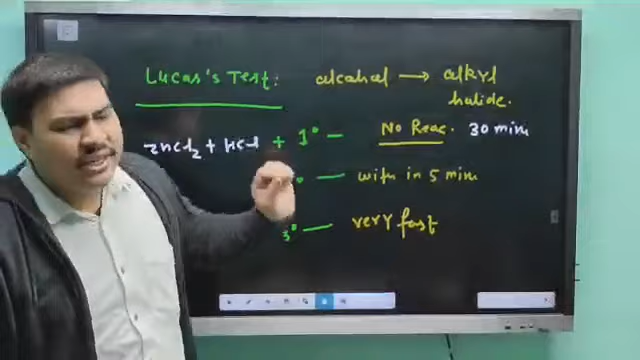 Lucas's Test: alcohol → alkyl
halide.
ZnCl2 + HCl + 1° — No Reac. 30 min
° — with in 5 min
3° — very fast